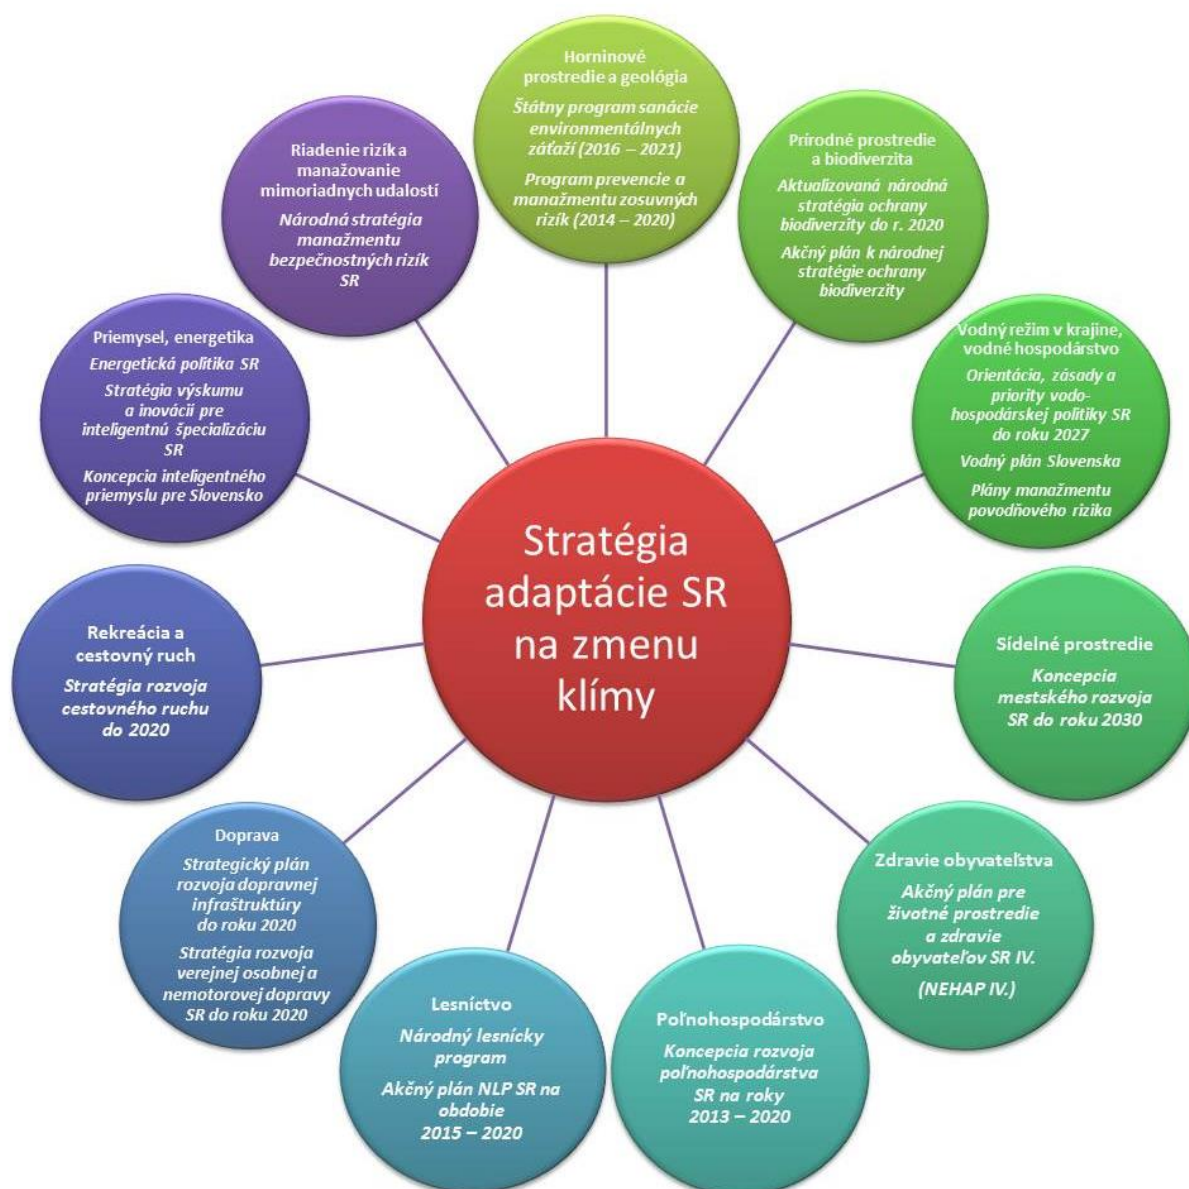 Horninové
prostredie a geológia
Štátny program sanácie
environmentálnych
záťaží (2016 – 2021)
Program prevencie a
manažmentu zosuvných
rizík (2014 – 2020)
Prírodné prostredie
a biodiverzita
Aktualizovaná národná
stratégia ochrany
biodiverzity do r. 2020
Akčný plán k národnej
stratégie ochrany
biodiverzity
Vodný režim v krajine,
vodné hospodárstvo
Orientácia, zásady a
priority vodo-
hospodárskej politiky SR
do roku 2027
Vodný plán Slovenska
Plány manažmentu
povodňového rizika
Sídelné prostredie
Koncepcia
mestského rozvoja
SR do roku 2030
Zdravie obyvateľstva
Akčný plán pre
životné prostredie
a zdravie
obyvateľov SR IV.
(NEHAP IV.)
Poľnohospodárstvo
Koncepcia rozvoja
poľnohospodárstva
SR na roky
2013 – 2020
Lesníctvo
Národný lesnícky
program
Akčný plán NLP SR na
obdobie
2015 – 2020
Doprava
Strategický plán
rozvoja dopravnej
infraštruktúry
do roku 2020
Stratégia rozvoja
verejnej osobnej a
nemotorovej dopravy
SR do roku 2020
Rekreácia a
cestovný ruch
Stratégia rozvoja
cestovného ruchu
do 2020
Priemysel, energetika
Energetická politika SR
Stratégia výskumu
a inovácií pre
inteligentnú špecializáciu
SR
Koncepcia inteligentného
priemyslu pre Slovensko
Riadenie rizík a
manažovanie
mimoriadnych udalostí
Národná stratégia
manažmentu
bezpečnostných rizík
SR
Stratégia
adaptácie SR
na zmenu
klímy